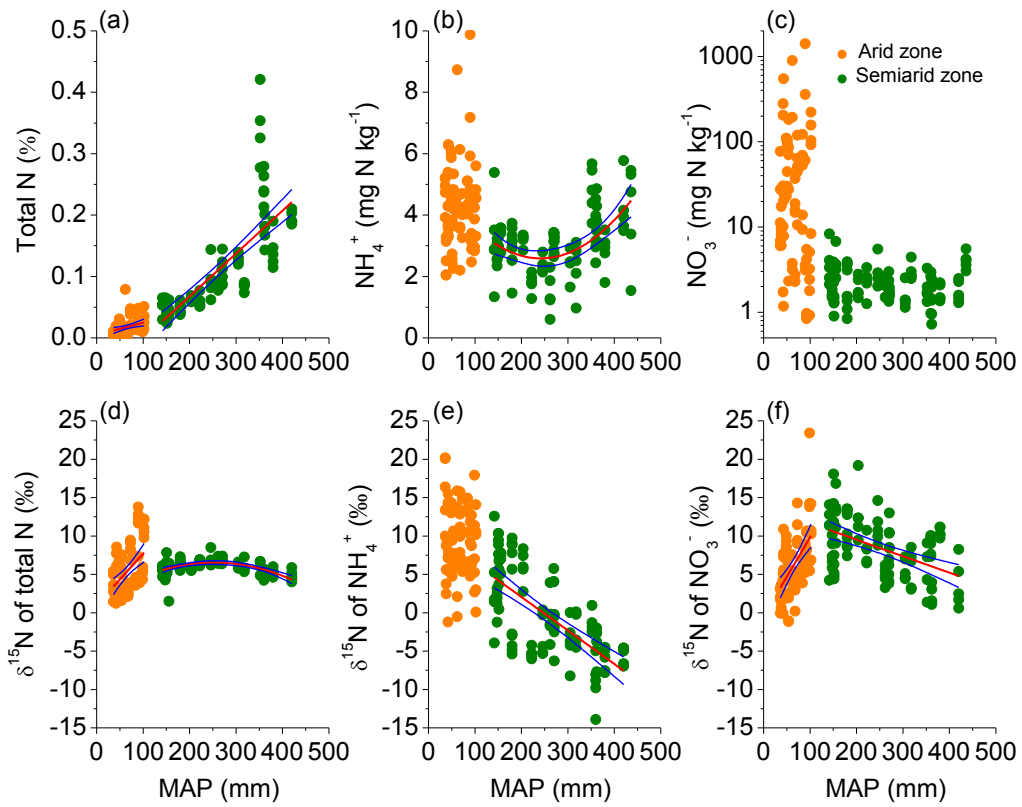 (a)
(b)
(c)
Arid zone
Semiarid zone
Total N (%)
0.5
0.4
0.3
0.2
0.1
0.0
0 100 200 300 400 500
NH₄⁺ (mg N kg⁻¹)
10
8
6
4
2
0
0 100 200 300 400 500
NO₃⁻ (mg N kg⁻¹)
1000
100
10
1
0 100 200 300 400 500
(d)
(e)
(f)
δ¹⁵N of total N (‰)
25
20
15
10
5
0
-5
-10
-15
0 100 200 300 400 500
MAP (mm)
δ¹⁵N of NH₄⁺ (‰)
25
20
15
10
5
0
-5
-10
-15
0 100 200 300 400 500
MAP (mm)
δ¹⁵N of NO₃⁻ (‰)
25
20
15
10
5
0
-5
-10
-15
0 100 200 300 400 500
MAP (mm)